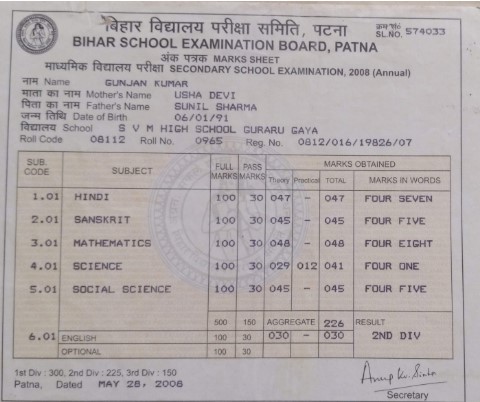 बिहार विद्यालय परीक्षा समिति, पटना
SL.NO. 574033
BIHAR SCHOOL EXAMINATION BOARD, PATNA
अंक पत्रक MARKS SHEET
माध्यमिक विद्यालय परीक्षा SECONDARY SCHOOL EXAMINATION, 2008 (Annual)
नाम Name GUNJAN KUMAR
माता का नाम Mother's Name USHA DEVI
पिता का नाम Father's Name SUNIL SHARMA
जन्म तिथि Date of Birth 06/01/91
विद्यालय School S V M HIGH SCHOOL GURARU GAYA
Roll Code 08112 Roll No. 0965 Reg. No. 0812/016/19826/07
SUB. CODE SUBJECT FULL MARKS PASS MARKS MARKS OBTAINED
Theory Practical TOTAL MARKS IN WORDS
1.01 HINDI 100 30 047 - 047 FOUR SEVEN
2.01 SANSKRIT 100 30 045 - 045 FOUR FIVE
3.01 MATHEMATICS 100 30 048 - 048 FOUR EIGHT
4.01 SCIENCE 100 30 029 012 041 FOUR ONE
5.01 SOCIAL SCIENCE 100 30 045 - 045 FOUR FIVE
500 150 AGGREGATE 226 RESULT
6.01 ENGLISH 100 30 030 - 030 2ND DIV
OPTIONAL 100 30
1st Div : 300, 2nd Div : 225, 3rd Div : 150
Patna, Dated MAY 28, 2008
Secretary